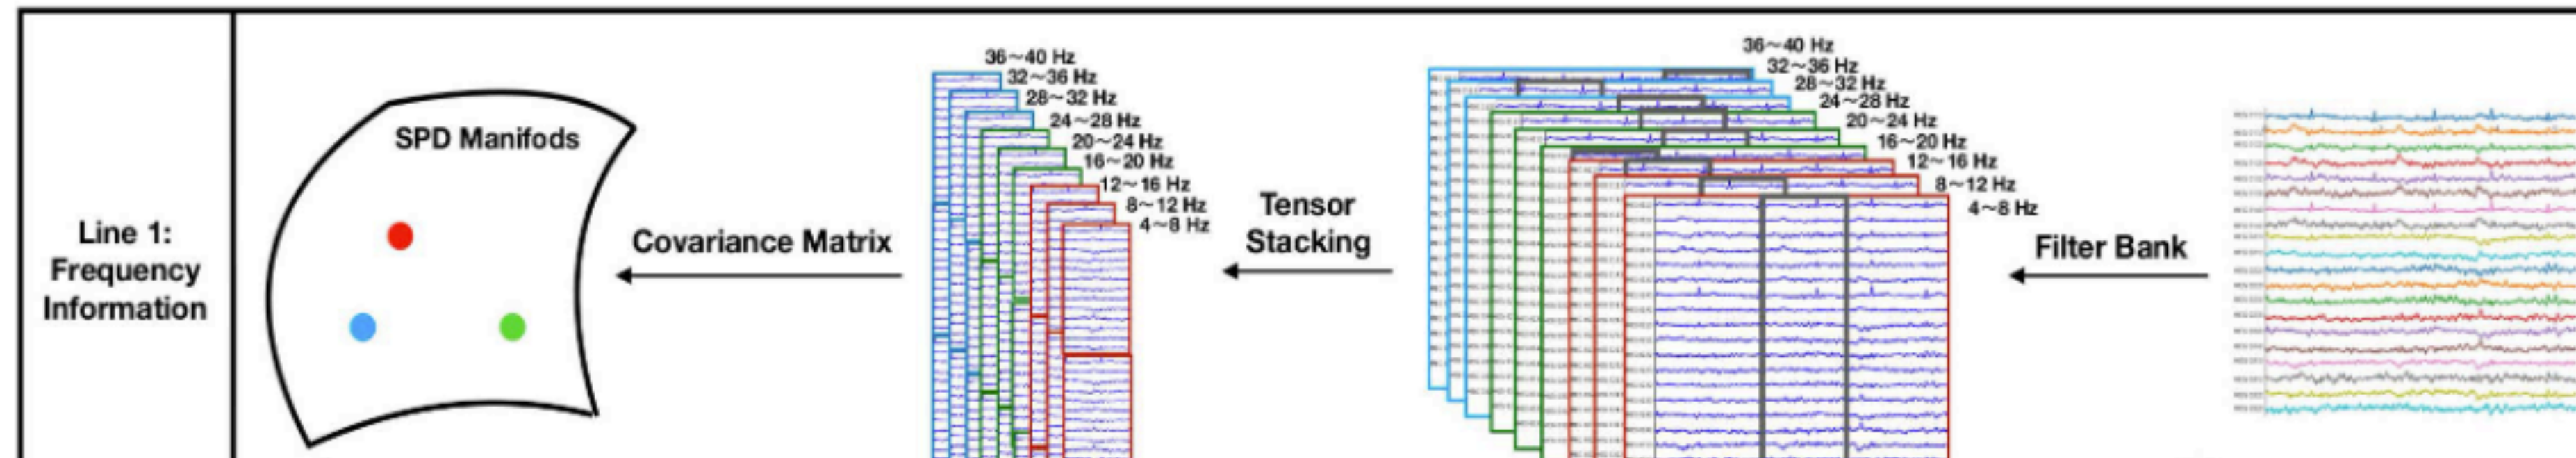 Line 1:
Frequency
Information
SPD Manifods
Covariance Matrix
36~40 Hz
32~36 Hz
28~32 Hz
24~28 Hz
20~24 Hz
16~20 Hz
12~16 Hz
8~12 Hz
4~8 Hz
Tensor
Stacking
36~40 Hz
32~36 Hz
28~32 Hz
24~28 Hz
20~24 Hz
16~20 Hz
12~16 Hz
8~12 Hz
4~8 Hz
Filter Bank